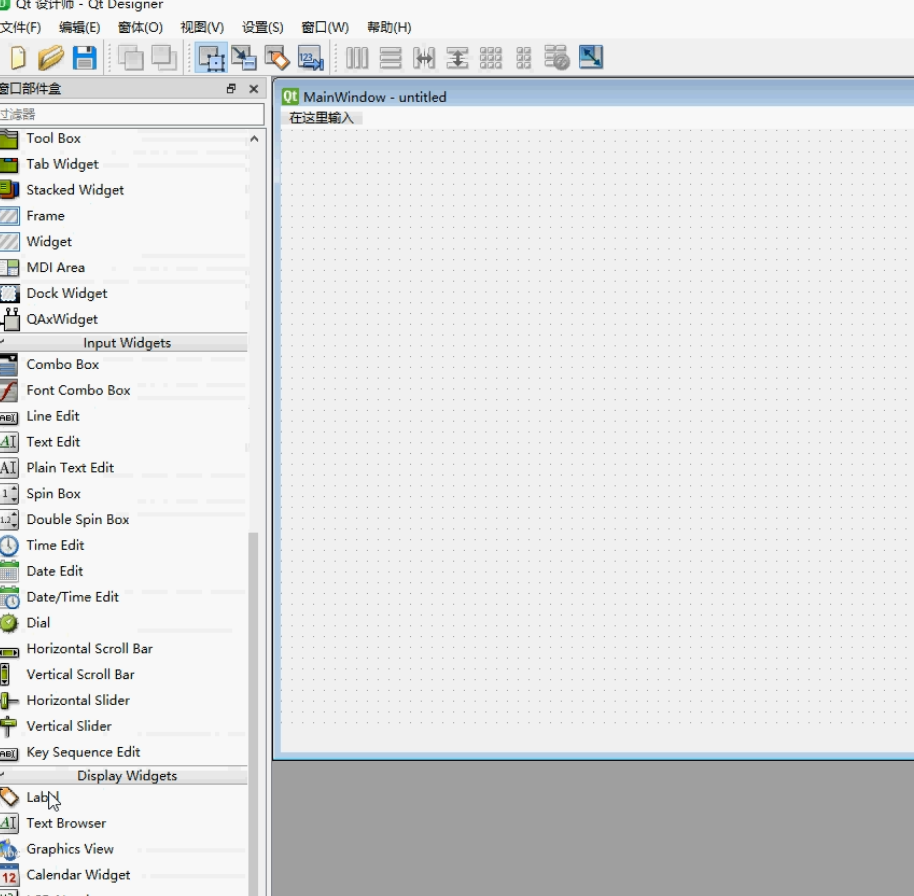 Qt 设计师 - Qt Designer
文件(F) 编辑(E) 窗体(O) 视图(V) 设置(S) 窗口(W) 帮助(H)
窗口部件盒
过滤器
Tool Box
Tab Widget
Stacked Widget
Frame
Widget
MDI Area
Dock Widget
QAxWidget
Input Widgets
Combo Box
Font Combo Box
Line Edit
Text Edit
Plain Text Edit
Spin Box
Double Spin Box
Time Edit
Date Edit
Date/Time Edit
Dial
Horizontal Scroll Bar
Vertical Scroll Bar
Horizontal Slider
Vertical Slider
Key Sequence Edit
Display Widgets
Label
Text Browser
Graphics View
Calendar Widget
MainWindow - untitled
在这里输入